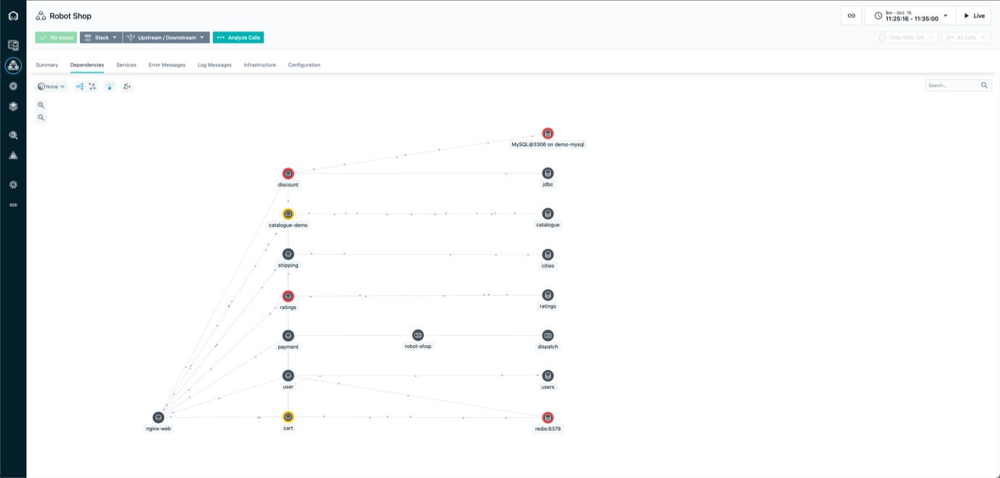 Robot Shop
9m - Oct. 15
11:25:16 - 11:35:00
Live
No Issues
Stack
Upstream / Downstream
Analyze Calls
Time Shift: Off
All Calls
Summary
Dependencies
Services
Error Messages
Log Messages
Infrastructure
Configuration
None
Search...
MySQL@3306 on demo-mysql
discount
jdbc
catalogue-demo
catalogue
shipping
cities
ratings
ratings
payment
robot-shop
dispatch
user
users
nginx-web
cart
redis:6379